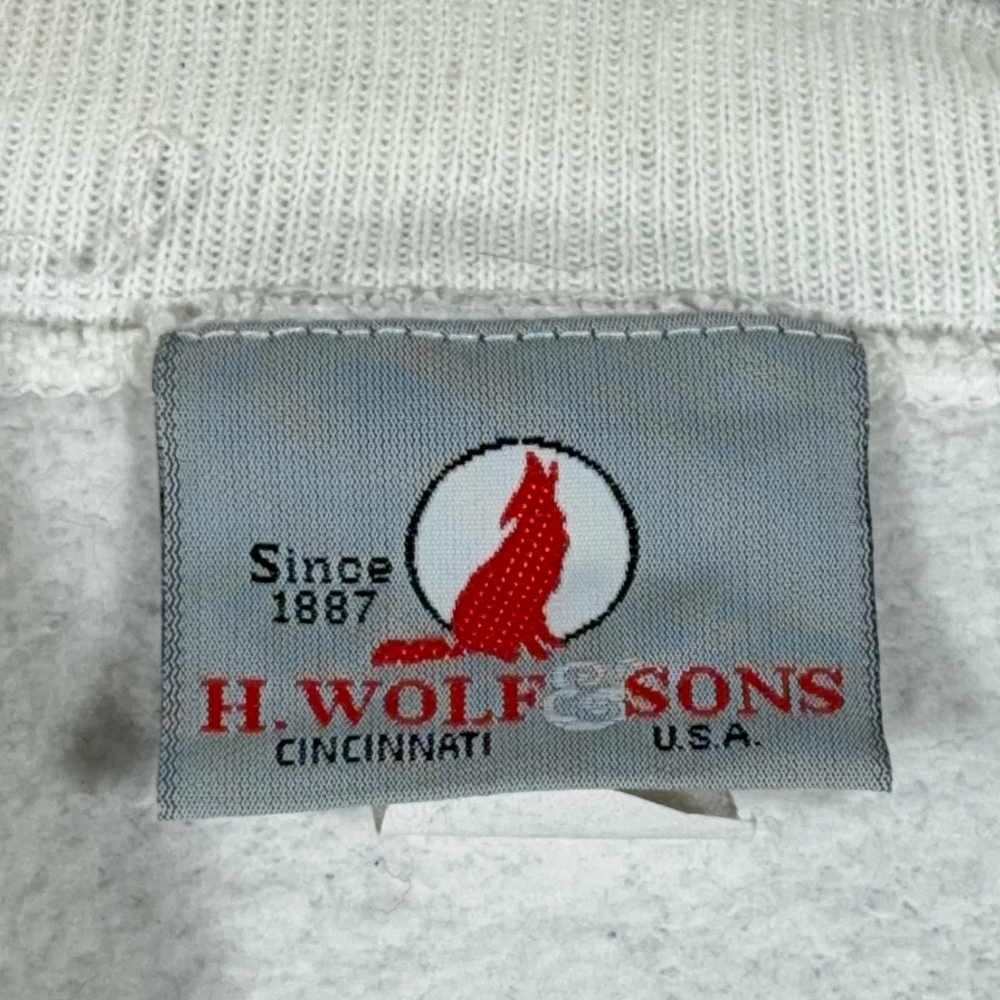 Since
1887
H. WOLF & SONS
CINCINNATI U.S.A.